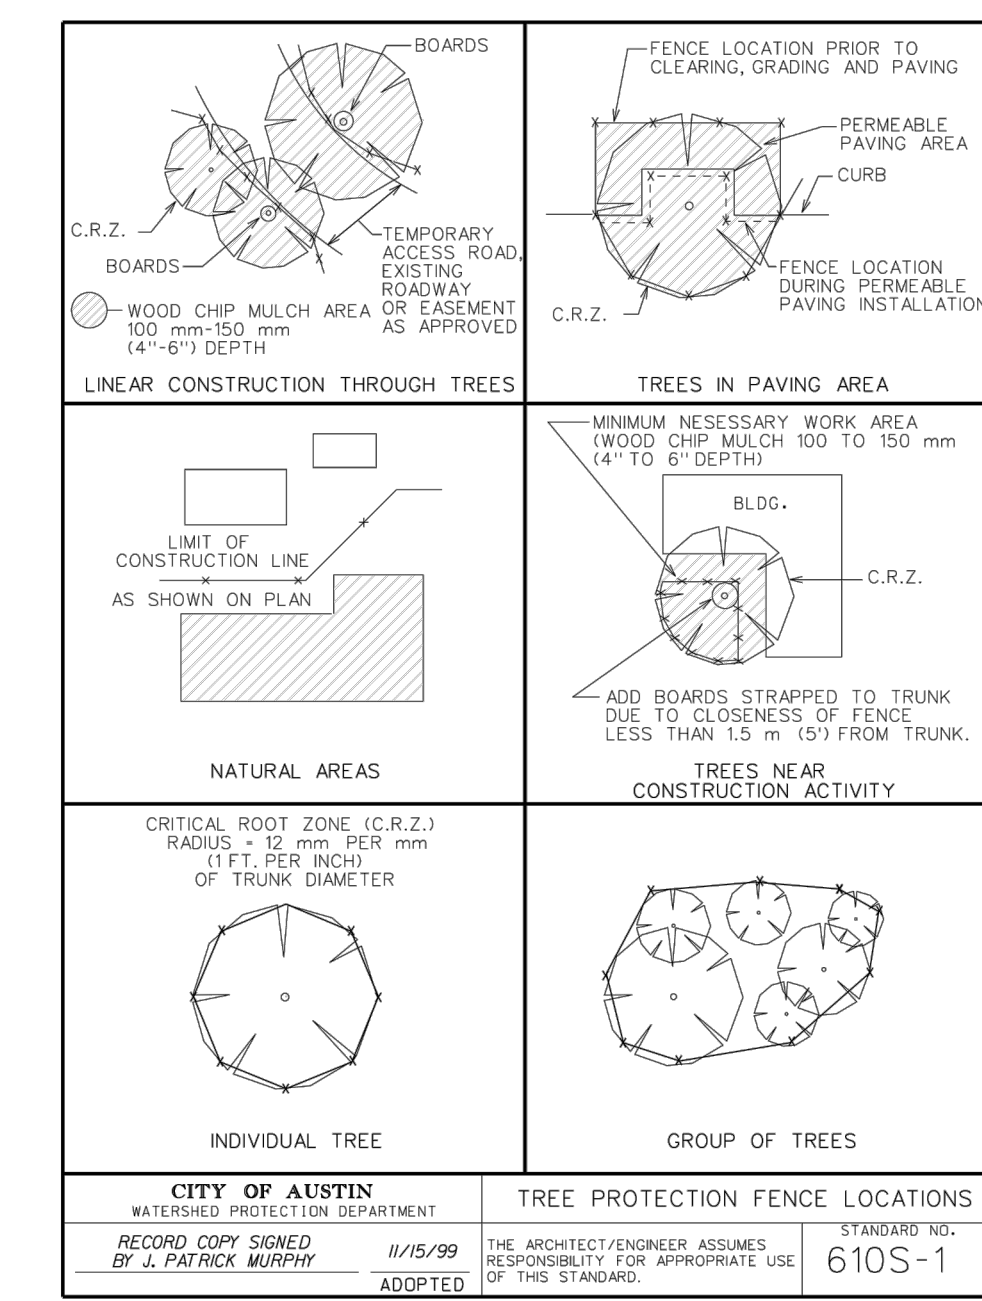 BOARDS
C.R.Z.
BOARDS
TEMPORARY
ACCESS ROAD,
EXISTING
ROADWAY
OR EASEMENT
AS APPROVED
WOOD CHIP MULCH AREA
100 mm-150 mm
(4"-6") DEPTH
LINEAR CONSTRUCTION THROUGH TREES
FENCE LOCATION PRIOR TO
CLEARING, GRADING AND PAVING
PERMEABLE
PAVING AREA
CURB
FENCE LOCATION
DURING PERMEABLE
PAVING INSTALLATION
C.R.Z.
TREES IN PAVING AREA
LIMIT OF
CONSTRUCTION LINE
AS SHOWN ON PLAN
NATURAL AREAS
MINIMUM NESESSARY WORK AREA
(WOOD CHIP MULCH 100 TO 150 mm
(4" TO 6" DEPTH)
BLDG.
C.R.Z.
ADD BOARDS STRAPPED TO TRUNK
DUE TO CLOSENESS OF FENCE
LESS THAN 1.5 m (5') FROM TRUNK.
TREES NEAR
CONSTRUCTION ACTIVITY
CRITICAL ROOT ZONE (C.R.Z.)
RADIUS = 12 mm PER mm
(1 FT. PER INCH)
OF TRUNK DIAMETER
INDIVIDUAL TREE
GROUP OF TREES
CITY OF AUSTIN
WATERSHED PROTECTION DEPARTMENT
TREE PROTECTION FENCE LOCATIONS
RECORD COPY SIGNED
BY J. PATRICK MURPHY
11/15/99
ADOPTED
THE ARCHITECT/ENGINEER ASSUMES
RESPONSIBILITY FOR APPROPRIATE USE
OF THIS STANDARD.
STANDARD NO.
610S-1